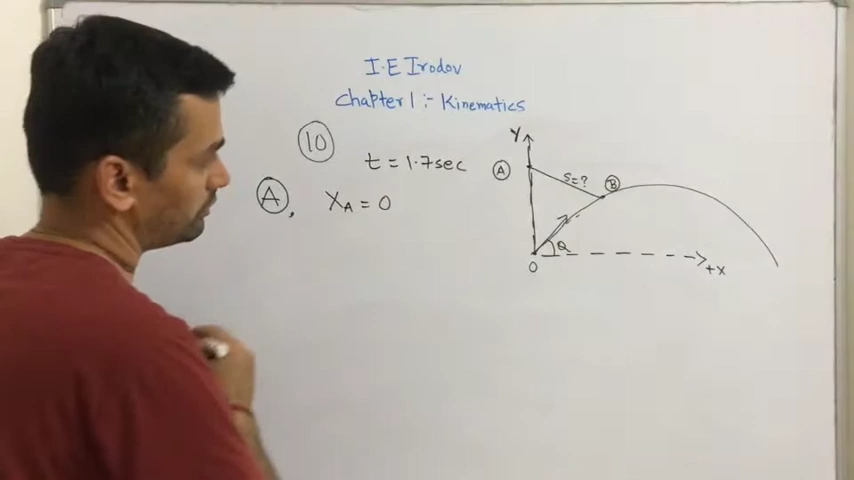 I.E Irodov
Chapter 1 :- Kinematics
10
t = 1.7sec
A, X_A = 0
Y
A
S=?
B
Q
O
+X